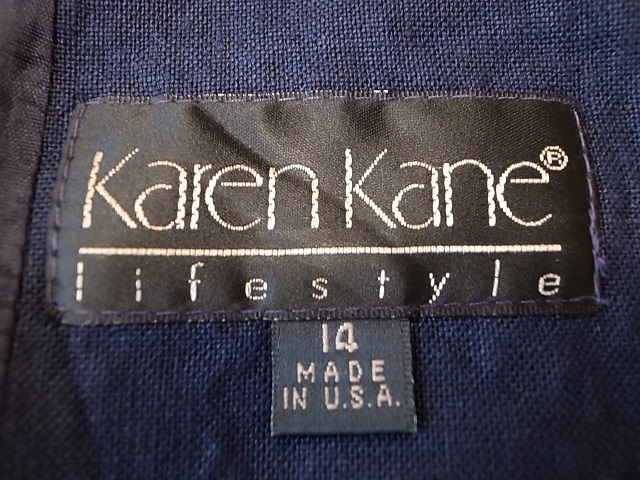 Karen Kane®
lifestyle
14
MADE
IN U.S.A.